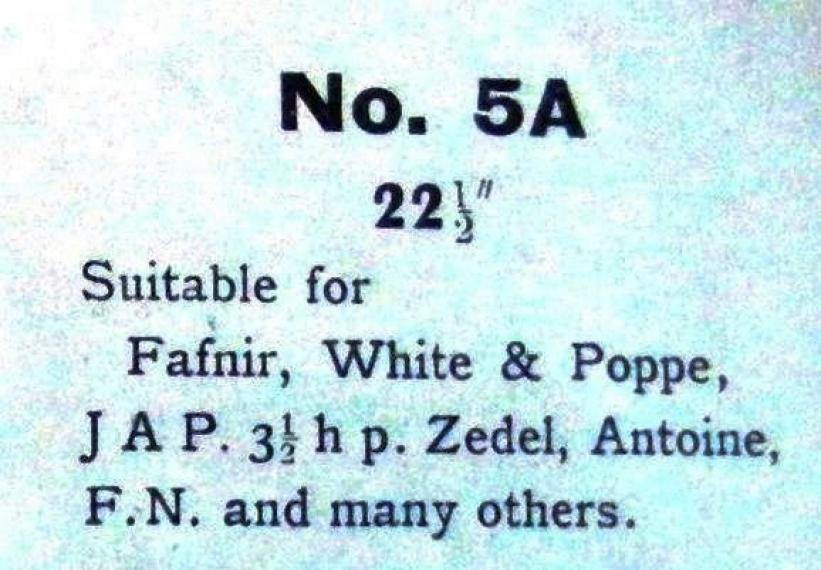 No. 5A
22½"
Suitable for
Fafnir, White & Poppe,
J A P. 3½ h p. Zedel, Antoine,
F.N. and many others.